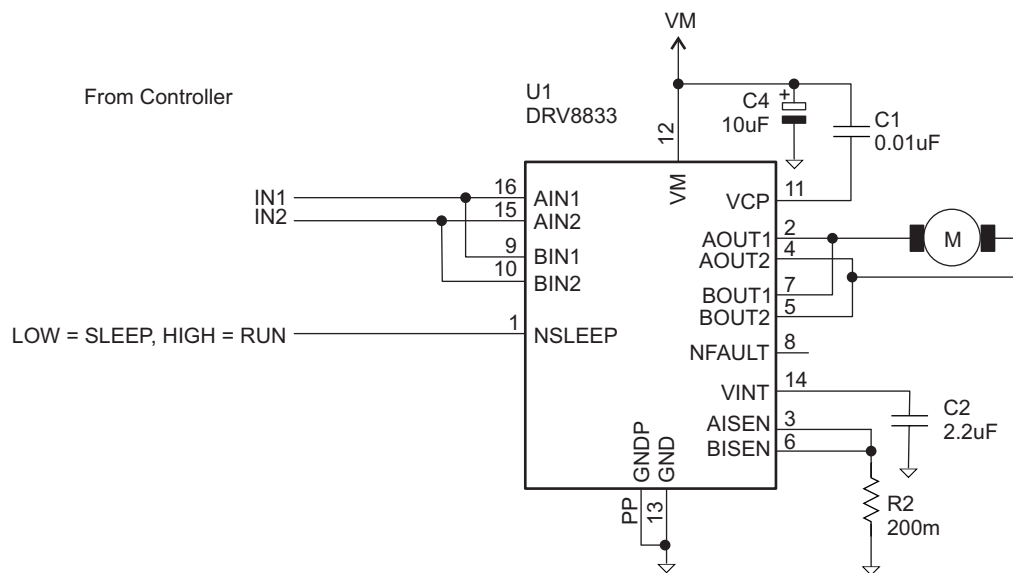 VM
From Controller
U1
DRV8833
C4
10uF
+
C1
0.01uF
12
VM
IN1
IN2
16
AIN1
15
AIN2
9
BIN1
10
BIN2
LOW = SLEEP, HIGH = RUN
1
NSLEEP
11
VCP
2
AOUT1
4
AOUT2
7
BOUT1
5
BOUT2
8
NFAULT
14
VINT
3
AISEN
6
BISEN
M
C2
2.2uF
GNDP
GND
PP
13
R2
200m